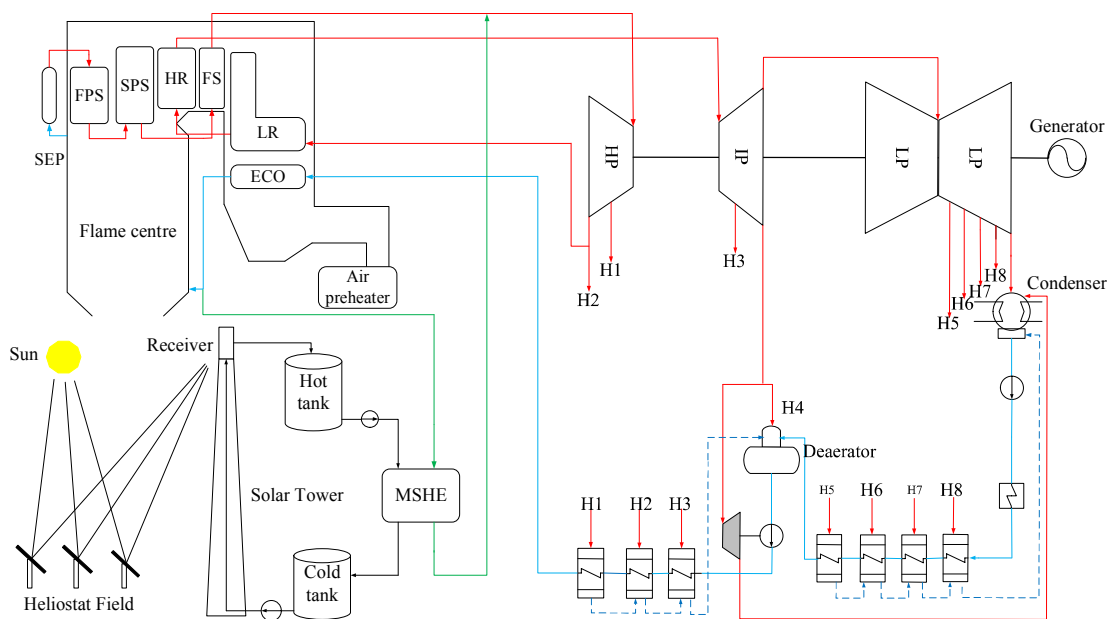 SEP
FPS
SPS
HR
FS
LR
ECO
Flame centre
Air
preheater
HP
IP
LP
LP
Generator
H1
H2
H3
H5
H6
H7
H8
Condenser
Sun
Receiver
Hot
tank
Solar Tower
MSHE
Cold
tank
Heliostat Field
H4
Deaerator
H1
H2
H3
H5
H6
H7
H8